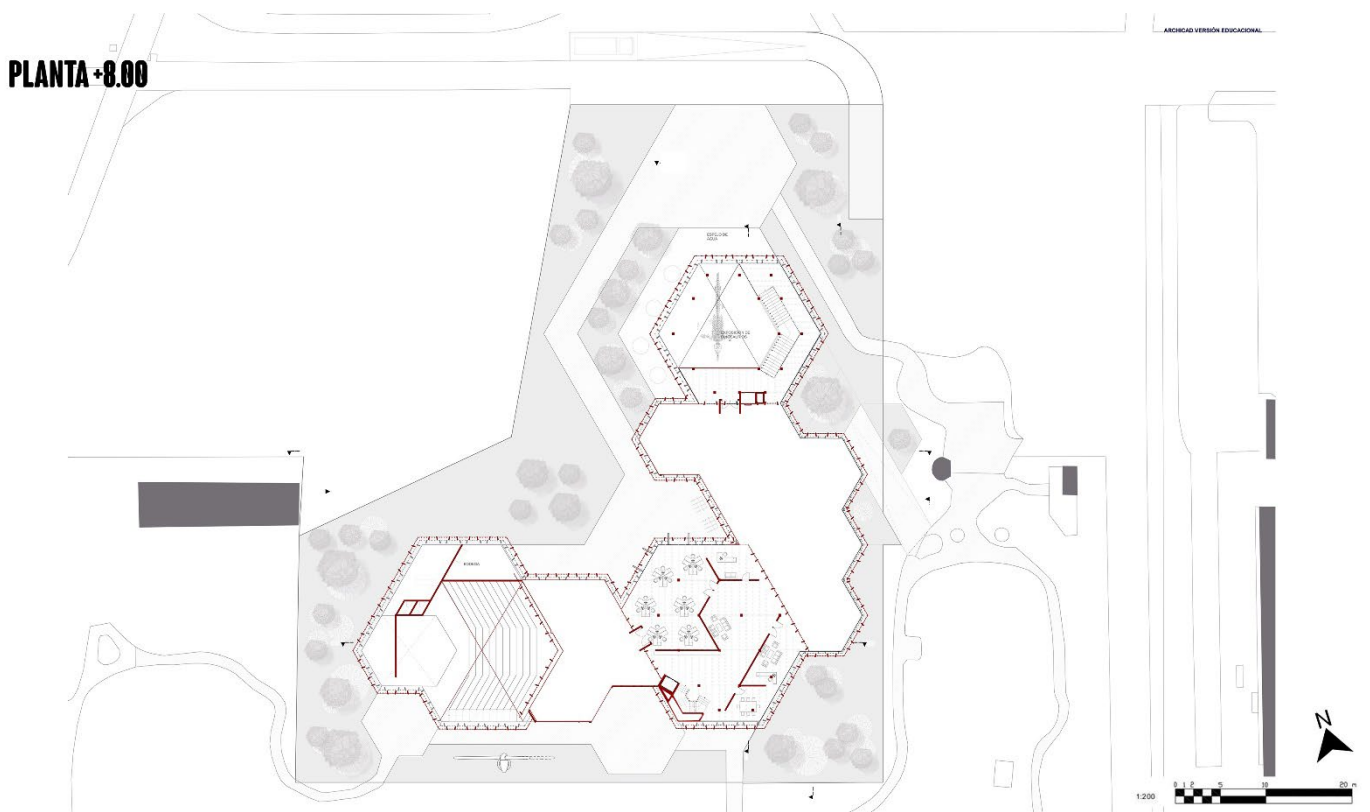 ARCHICAD VERSIÓN EDUCACIONAL
PLANTA +8.00
ESPEJO DE
AGUA
N
1:200
0 1 2 5 10 20 m